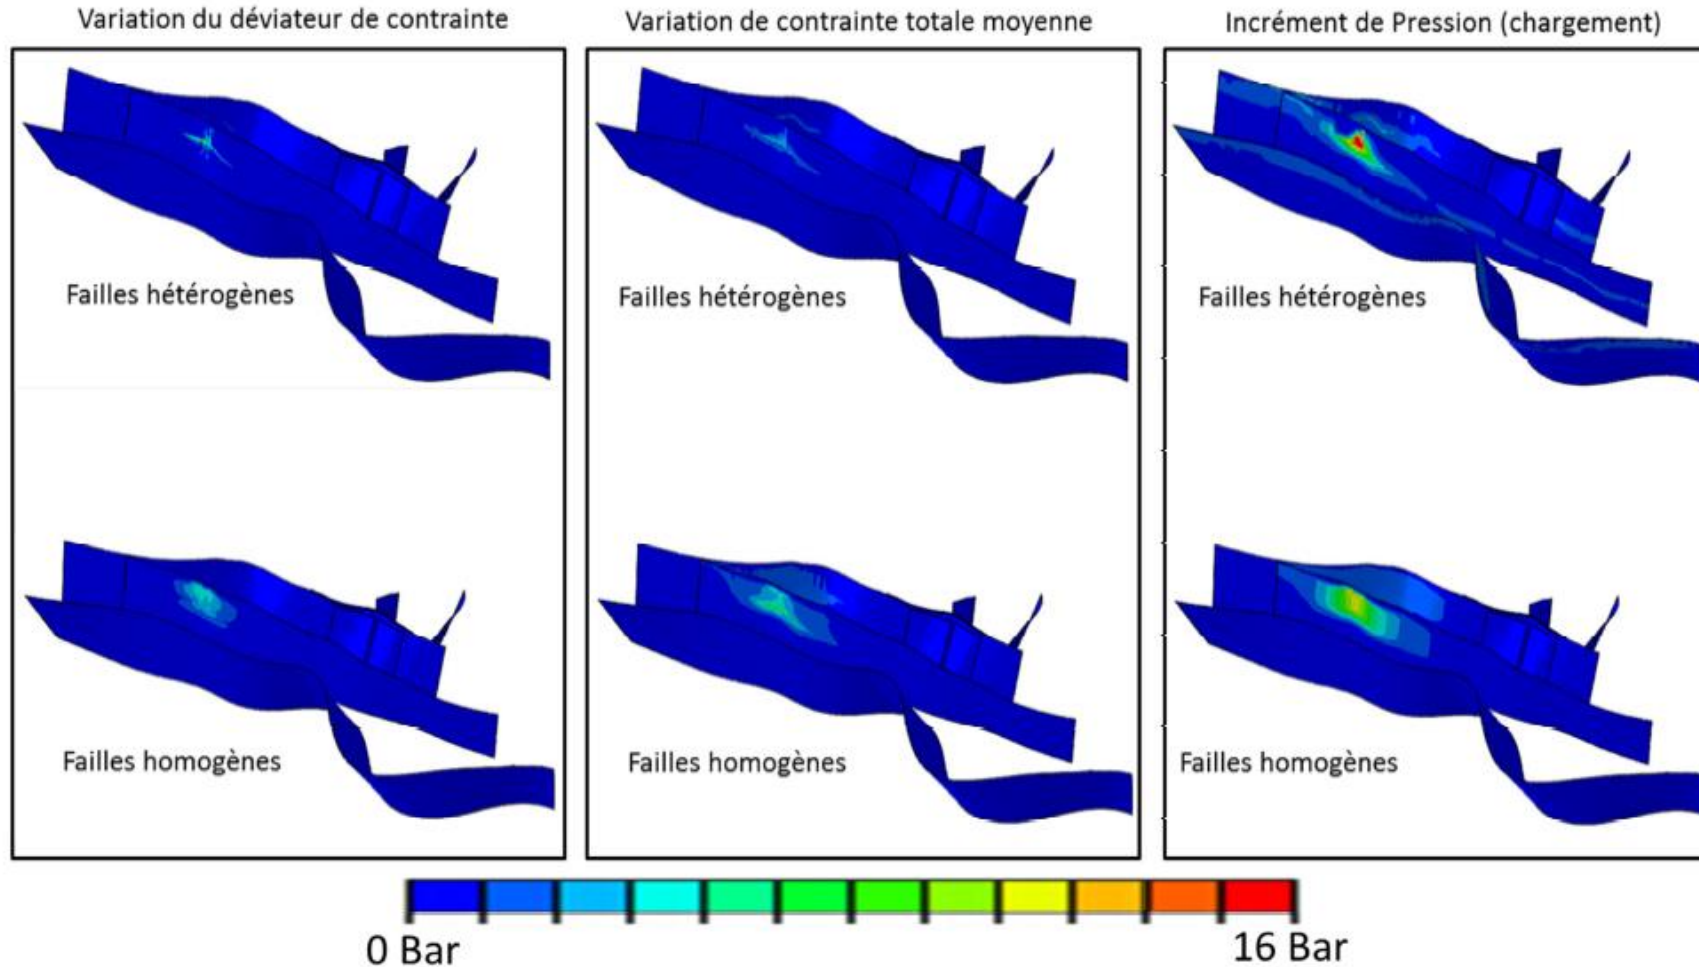 Variation du déviateur de contrainte
Variation de contrainte totale moyenne
Incrément de Pression (chargement)
Failles hétérogènes
Failles hétérogènes
Failles hétérogènes
Failles homogènes
Failles homogènes
Failles homogènes
0 Bar
16 Bar